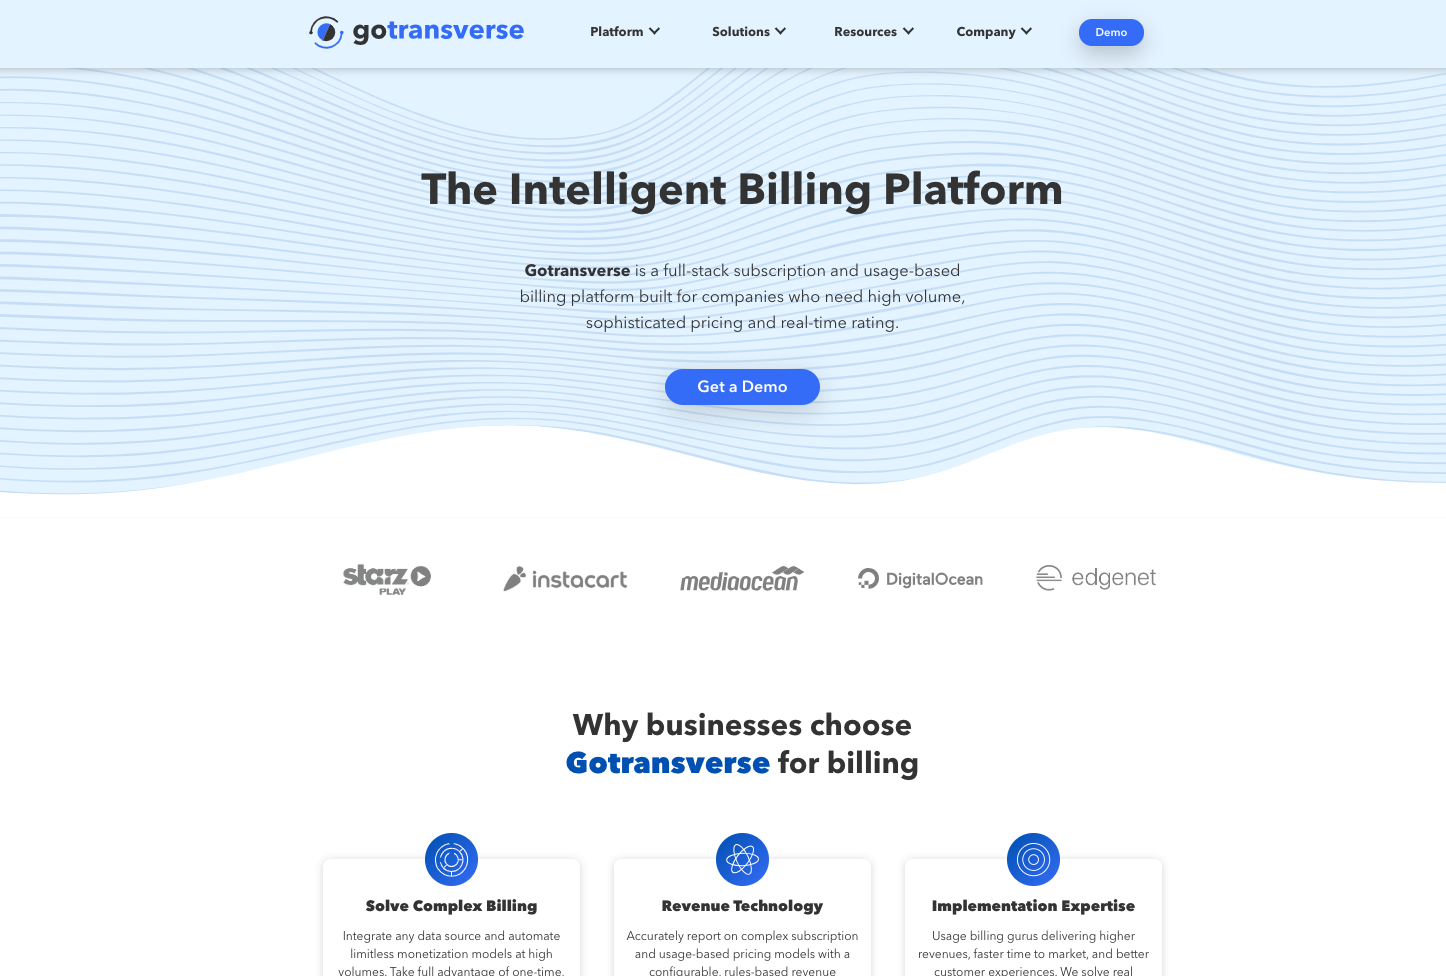 gotransverse
Platform
Solutions
Resources
Company
Demo
The Intelligent Billing Platform
Gotransverse is a full-stack subscription and usage-based
billing platform built for companies who need high volume,
sophisticated pricing and real-time rating.
Get a Demo
starz
PLAY
instacart
mediaocean
DigitalOcean
edgenet
Why businesses choose
Gotransverse for billing
Solve Complex Billing
Integrate any data source and automate
limitless monetization models at high
volumes. Take full advantage of one-time,
Revenue Technology
Accurately report on complex subscription
and usage-based pricing models with a
configurable, rules-based revenue
Implementation Expertise
Usage billing gurus delivering higher
revenues, faster time to market, and better
customer experiences. We solve real